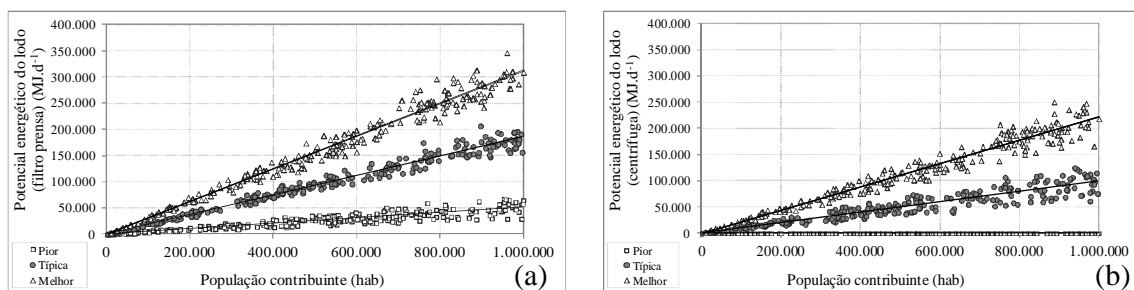 Potencial energético do lodo
(filtro prensa) (MJ.d-1)
400.000
350.000
300.000
250.000
200.000
150.000
100.000
50.000
0
0
200.000
400.000
600.000
800.000
1.000.000
População contribuinte (hab)
Pior
Típica
Melhor
(a)
Potencial energético do lodo
(centrífuga) (MJ.d-1)
400.000
350.000
300.000
250.000
200.000
150.000
100.000
50.000
0
0
200.000
400.000
600.000
800.000
1.000.000
População contribuinte (hab)
Pior
Típica
Melhor
(b)